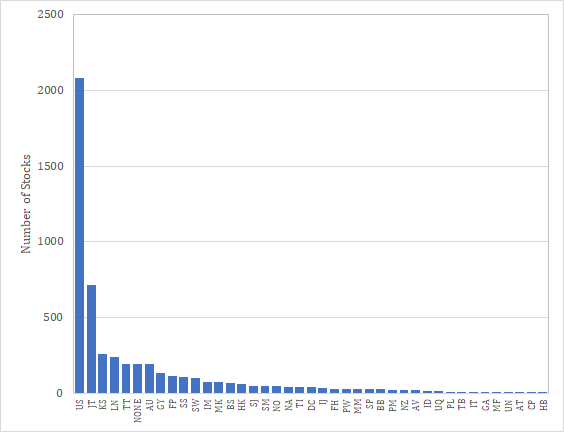 2500
2000
1500
1000
500
0
Number of Stocks
US
JT
KS
LN
TT
NONE
AU
GY
FP
SS
SW
IM
MK
BS
HK
SJ
SM
NO
NA
TI
DC
IJ
FH
PW
MM
SP
BB
PM
NZ
AV
ID
UQ
PL
TB
IT
GA
MF
UN
AT
CP
HB